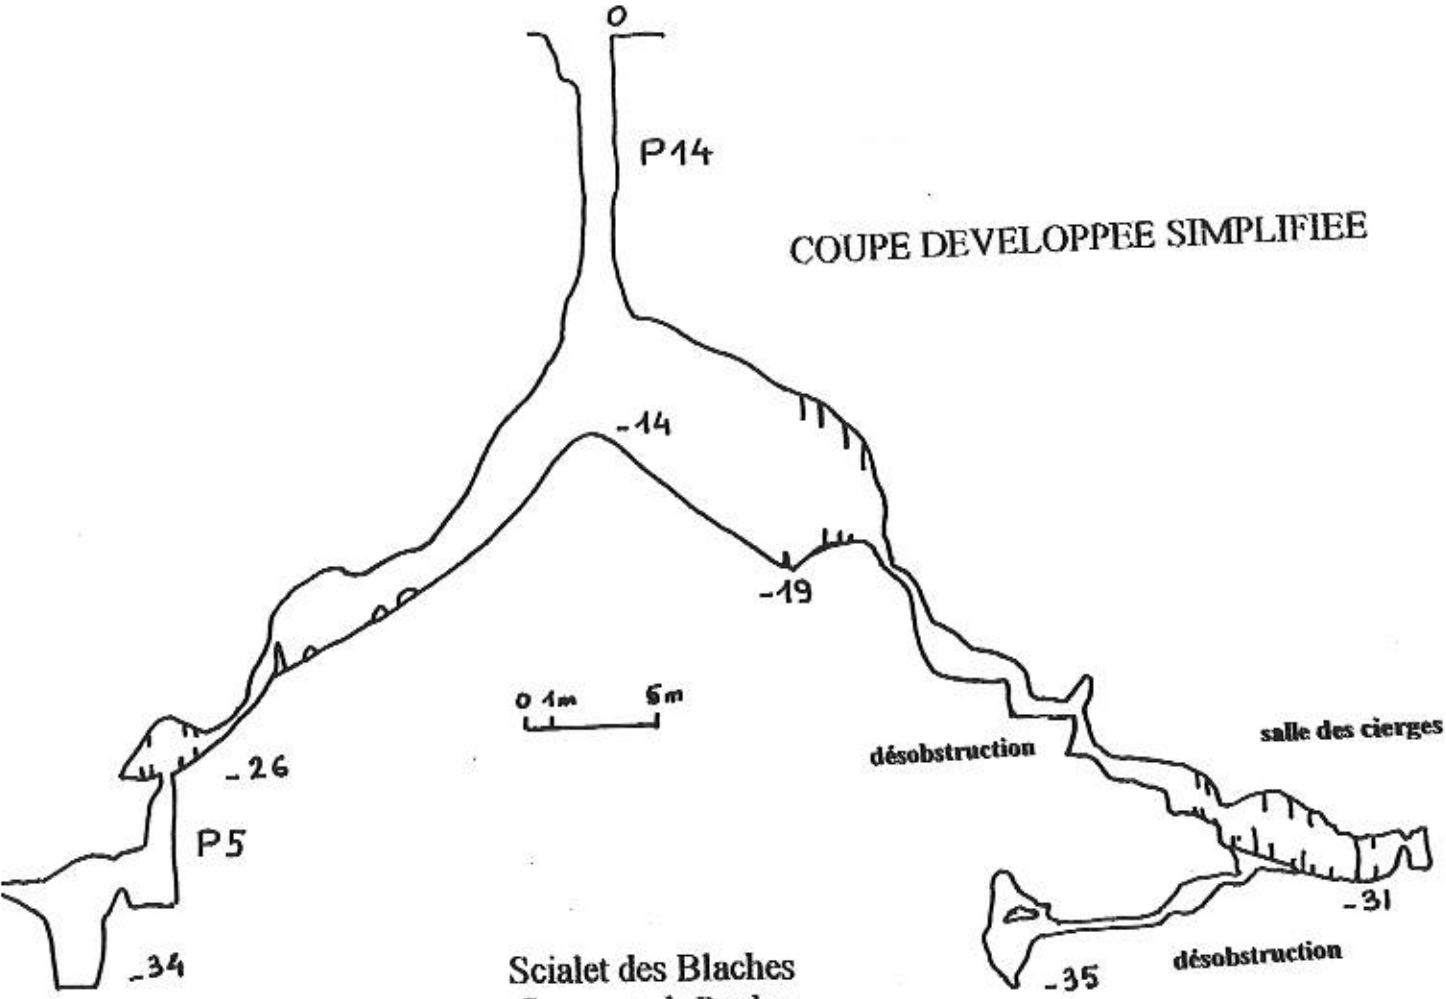 0
P14
COUPE DEVELOPPEE SIMPLIFIEE
-14
-19
0 1m 5m
salle des cierges
désobstruction
-26
P5
-31
-34
-35
désobstruction
Scialet des Blaches